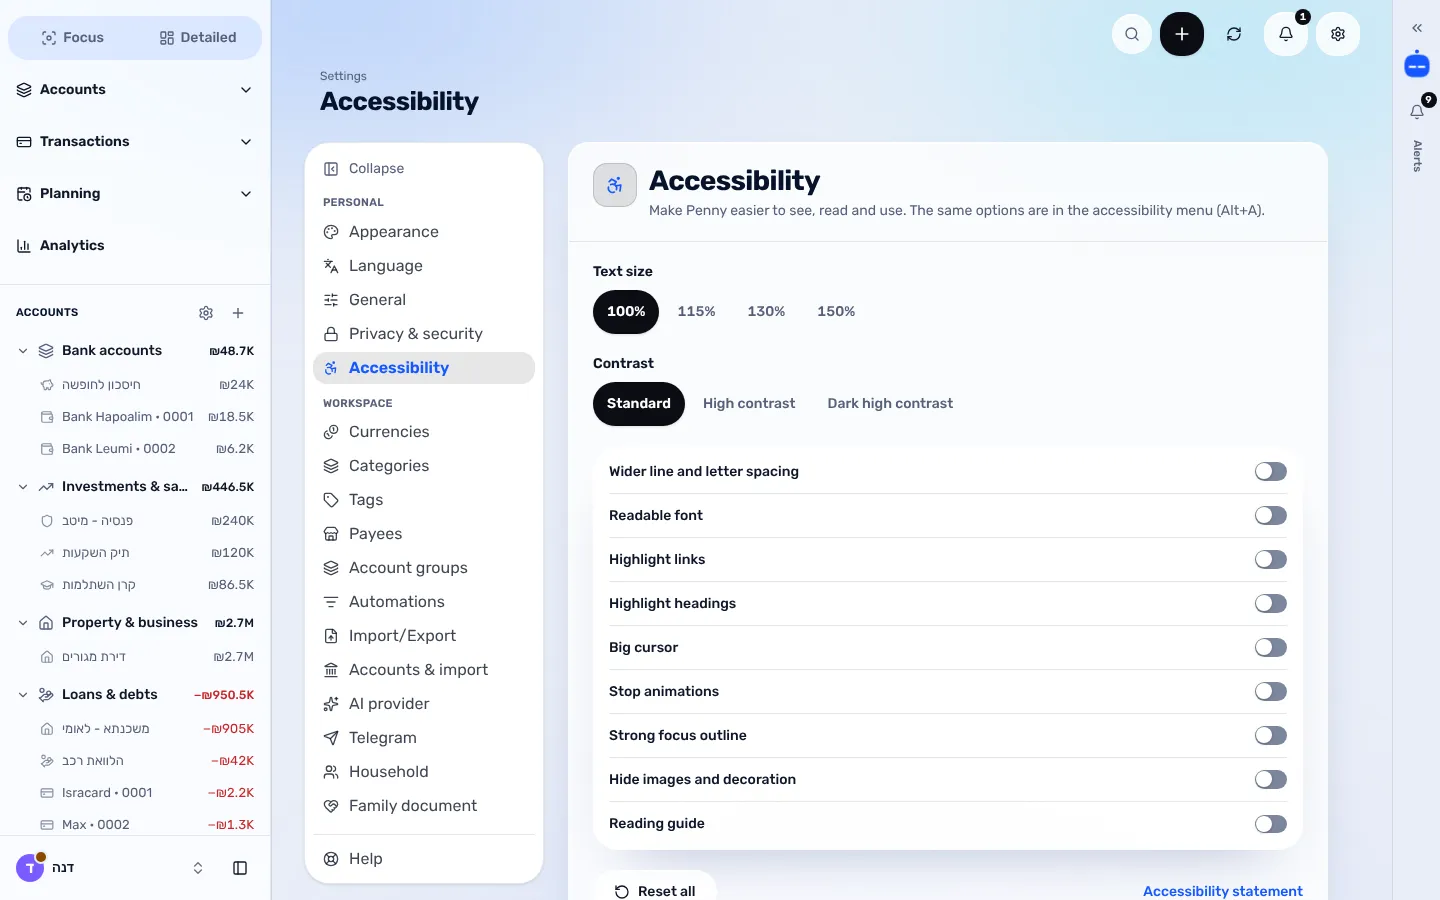 Focus
Detailed
Accounts
Transactions
Planning
Analytics
ACCOUNTS
Bank accounts ₪48.7K
חיסכון לחופשה ₪24K
Bank Hapoalim • 0001 ₪18.5K
Bank Leumi • 0002 ₪6.2K
Investments & sa... ₪446.5K
פנסיה - מיטב ₪240K
תיק השקעות ₪120K
קרן השתלמות ₪86.5K
Property & business ₪2.7M
דירת מגורים ₪2.7M
Loans & debts −₪950.5K
משכנתא - לאומי −₪905K
הלוואת רכב −₪42K
Isracard • 0001 −₪2.2K
Max • 0002 −₪1.3K
T דנה
1
Settings
Accessibility
Collapse
PERSONAL
Appearance
Language
General
Privacy & security
Accessibility
WORKSPACE
Currencies
Categories
Tags
Payees
Account groups
Automations
Import/Export
Accounts & import
AI provider
Telegram
Household
Family document
Help
Accessibility
Make Penny easier to see, read and use. The same options are in the accessibility menu (Alt+A).
Text size
100% 115% 130% 150%
Contrast
Standard High contrast Dark high contrast
Wider line and letter spacing
Readable font
Highlight links
Highlight headings
Big cursor
Stop animations
Strong focus outline
Hide images and decoration
Reading guide
Reset all
Accessibility statement
9
Alerts